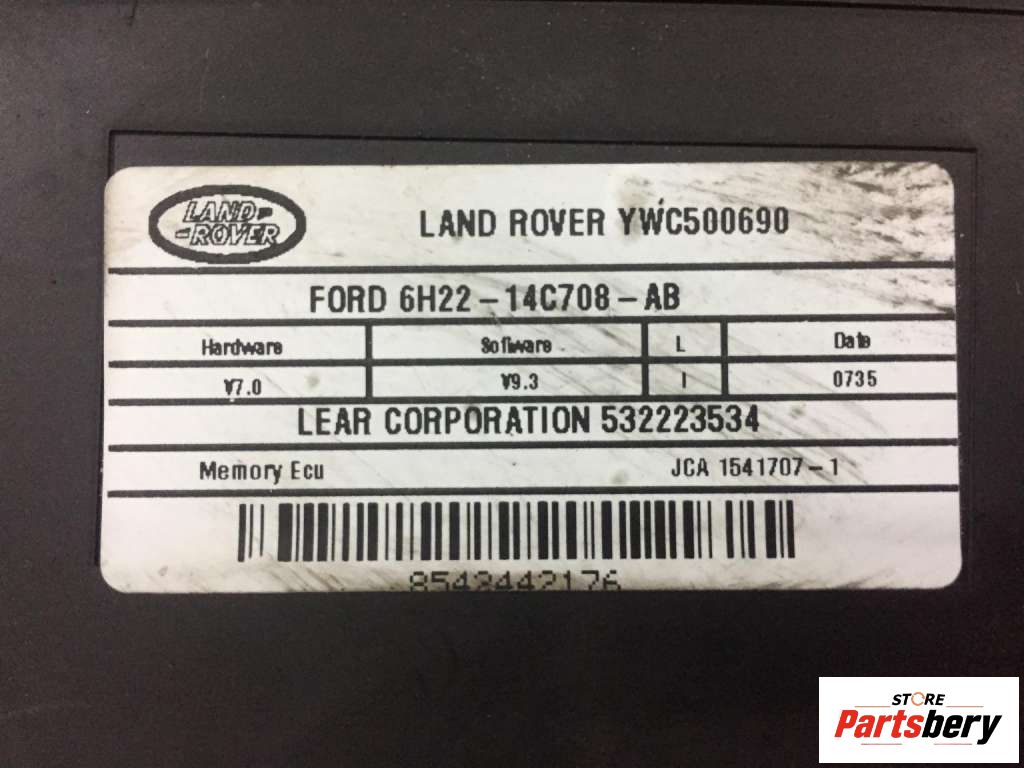 LAND-
-ROVER
LAND ROVER YWC500690
FORD 6H22-14C708-AB
Hardware Software L Date
V7.0 V9.3 I 0735
LEAR CORPORATION 532223534
Memory Ecu JCA 1541707-1
8542442176
STORE
Partsbery